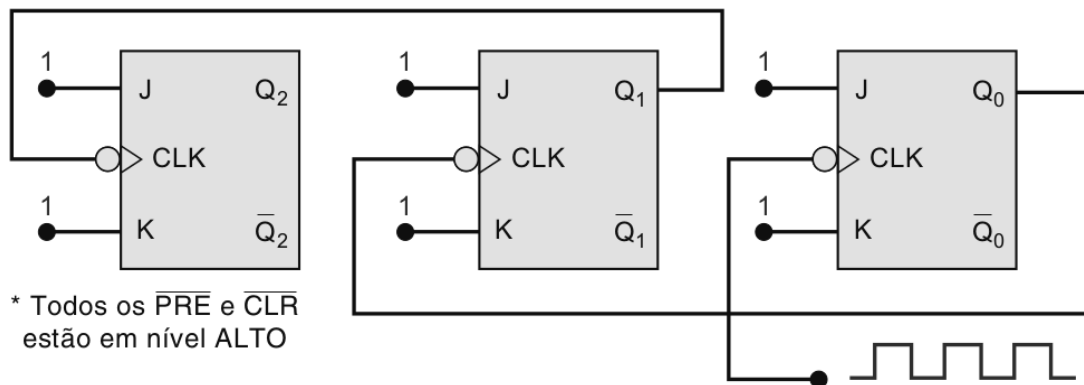 1 1 1
J Q₂ J Q₁ J Q₀
CLK CLK CLK
1 1 1
K Q̅₂ K Q̅₁ K Q̅₀
* Todos os P̅R̅E̅ e C̅L̅R̅
estão em nível ALTO